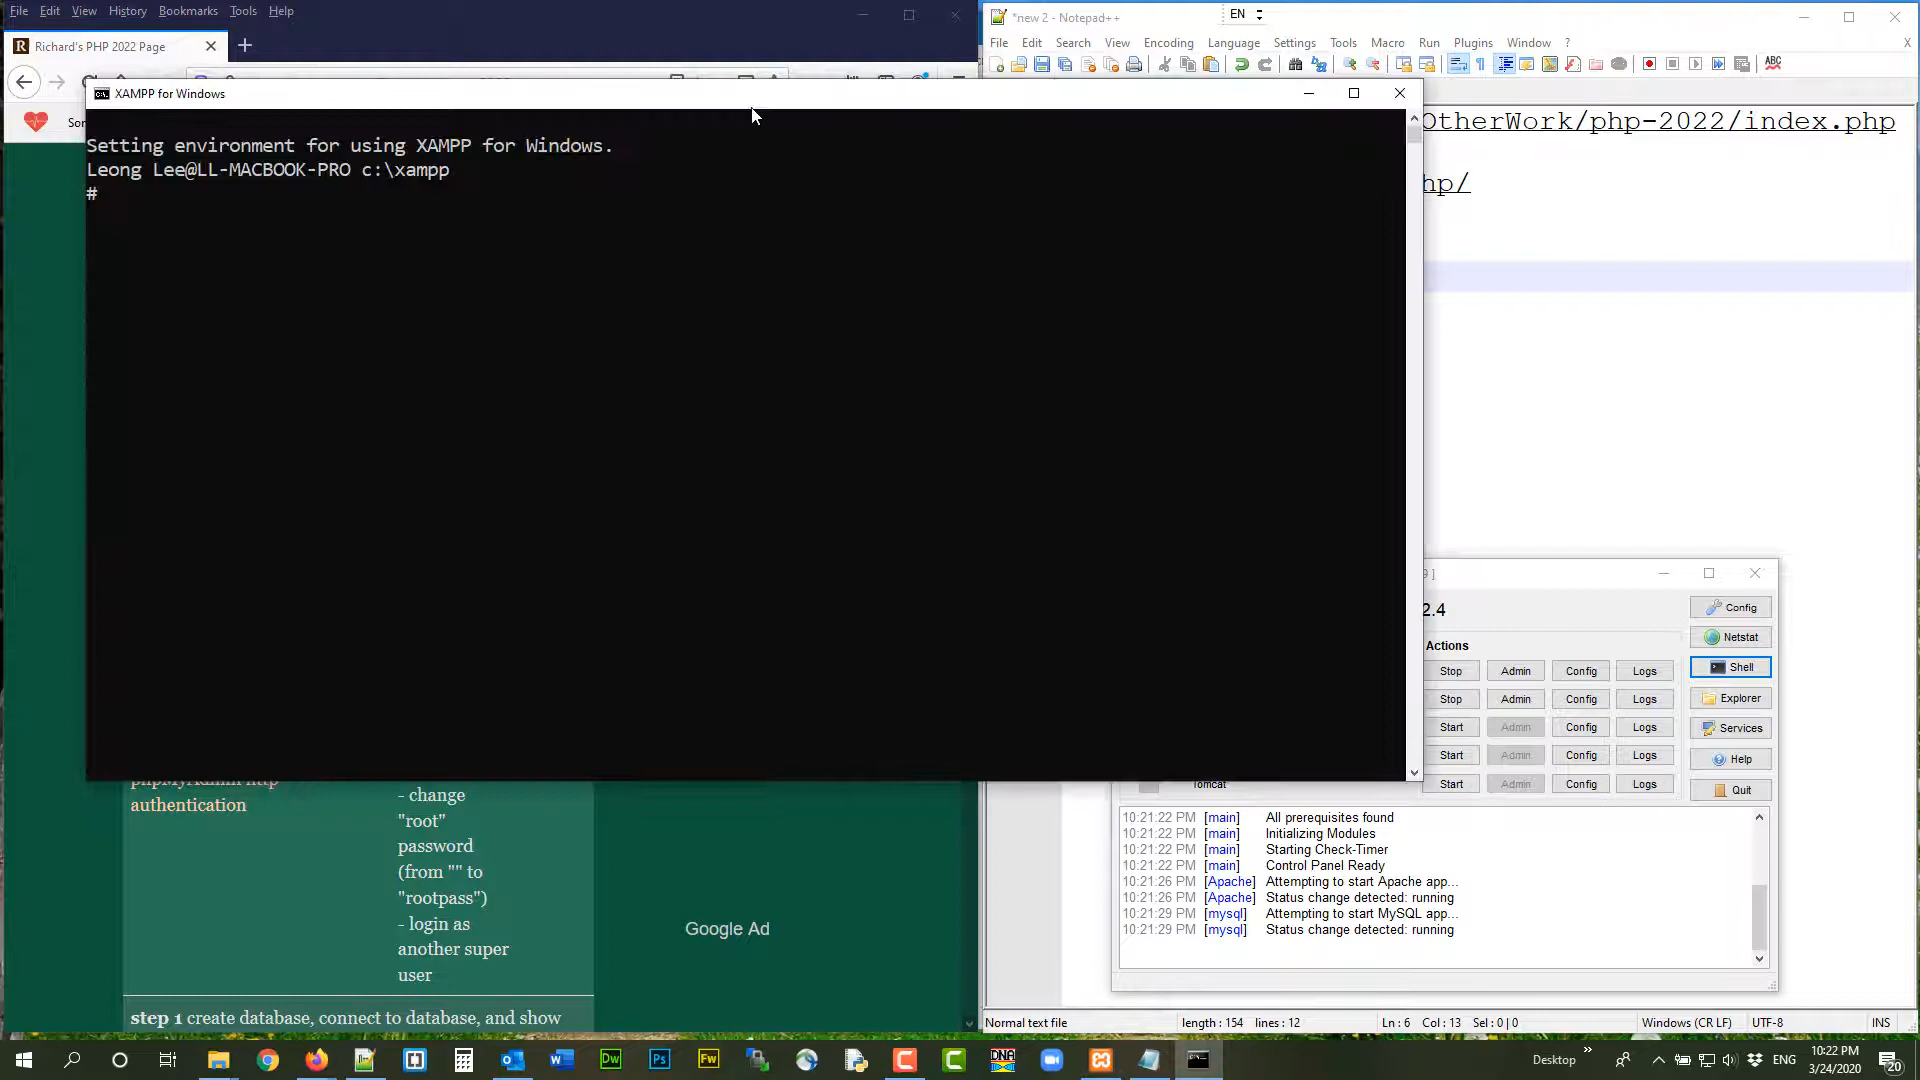 File Edit View History Bookmarks Tools Help
Richard's PHP 2022 Page
XAMPP for Windows
Setting environment for using XAMPP for Windows.
Leong Lee@LL-MACBOOK-PRO c:\xampp
#
authentication
- change
"root"
password
(from "" to
"rootpass")
- login as
another super
user
Google Ad
step 1 create database, connect to database, and show
*new 2 - Notepad++
EN
File Edit Search View Encoding Language Settings Tools Macro Run Plugins Window ? X
ABC
OtherWork/php-2022/index.php
hp/
9 ]
2.4
Actions
Config
Netstat
Shell
Explorer
Services
Help
Quit
Stop Admin Config Logs
Stop Admin Config Logs
Start Admin Config Logs
Start Admin Config Logs
Tomcat Start Admin Config Logs
10:21:22 PM [main] All prerequisites found
10:21:22 PM [main] Initializing Modules
10:21:22 PM [main] Starting Check-Timer
10:21:22 PM [main] Control Panel Ready
10:21:26 PM [Apache] Attempting to start Apache app...
10:21:26 PM [Apache] Status change detected: running
10:21:29 PM [mysql] Attempting to start MySQL app...
10:21:29 PM [mysql] Status change detected: running
Normal text file length : 154 lines : 12 Ln : 6 Col : 13 Sel : 0 | 0 Windows (CR LF) UTF-8 INS
Dw Ps Fw DNA
Desktop » ENG
10:22 PM
3/24/2020
20